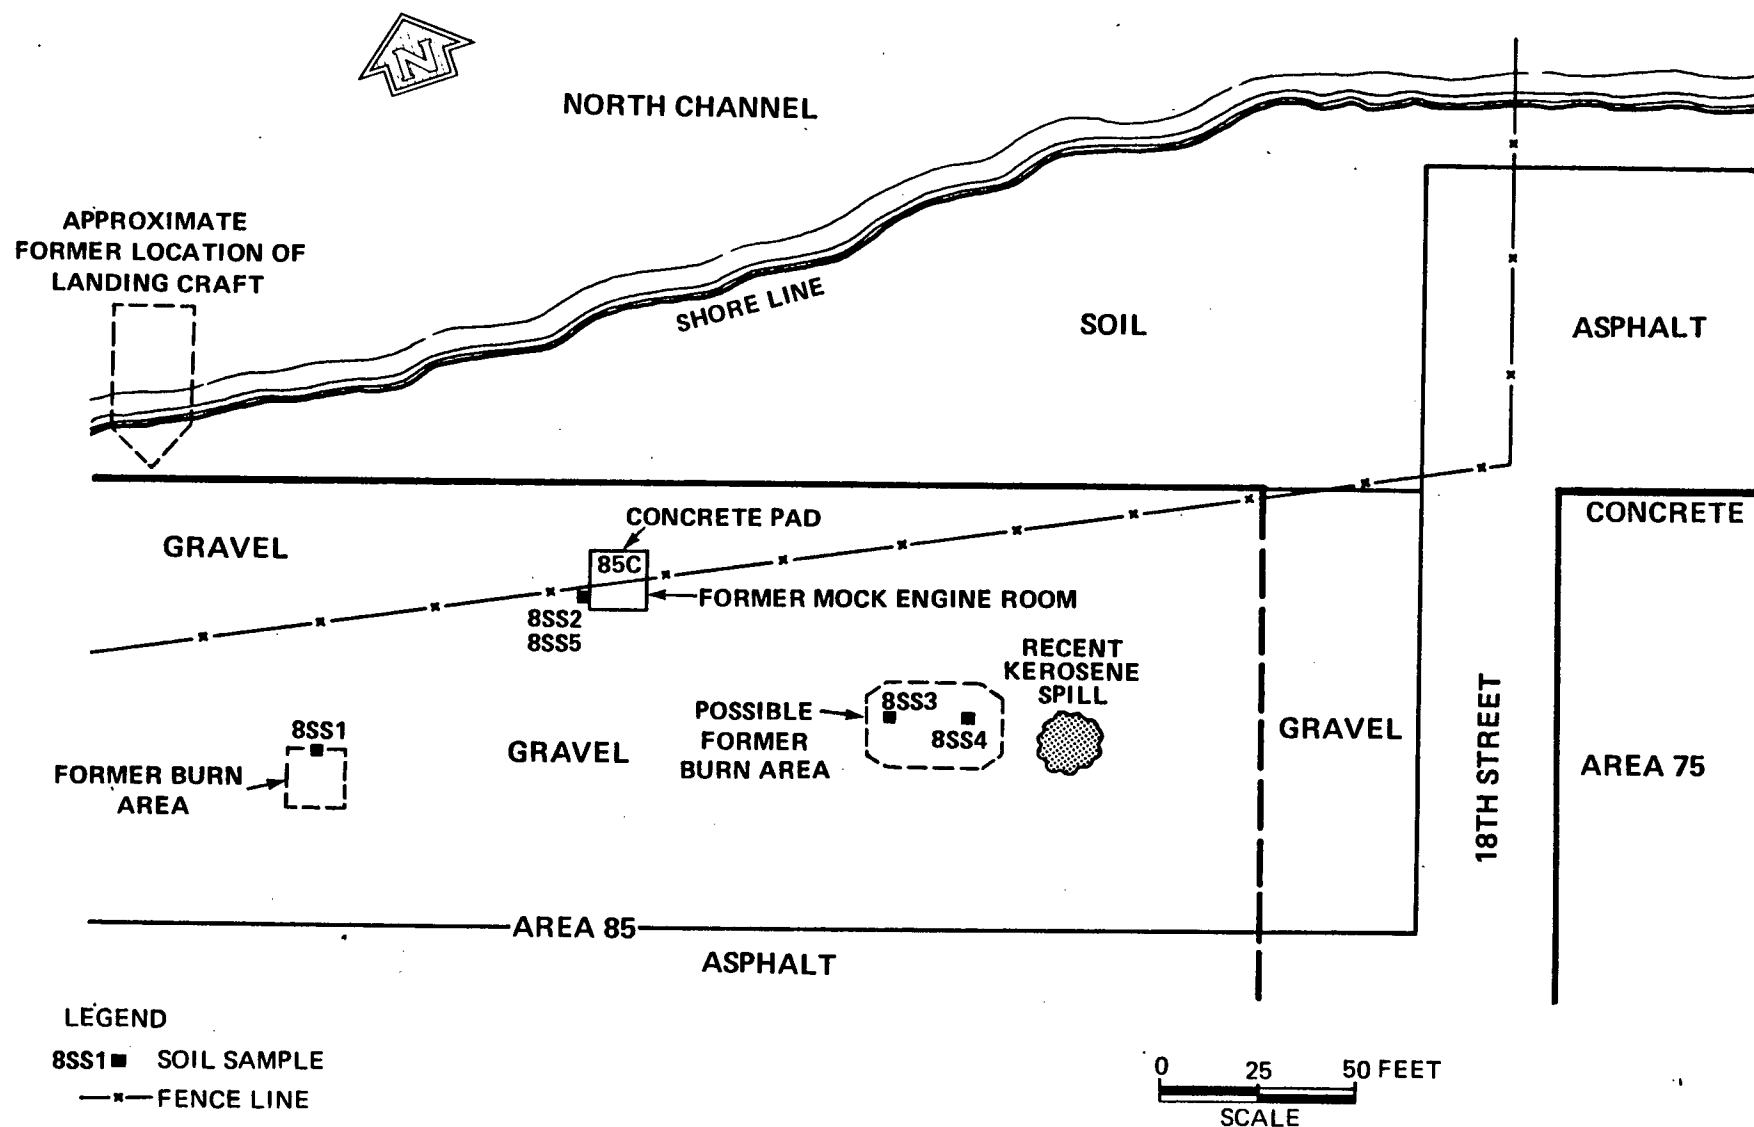 N
NORTH CHANNEL
APPROXIMATE
FORMER LOCATION OF
LANDING CRAFT
SHORE LINE
SOIL
ASPHALT
CONCRETE
CONCRETE PAD
GRAVEL
85C
FORMER MOCK ENGINE ROOM
8SS2
8SS5
RECENT
KEROSENE
SPILL
8SS3
8SS4
POSSIBLE
FORMER
BURN AREA
8SS1
FORMER BURN
AREA
GRAVEL
GRAVEL
18TH STREET
AREA 75
AREA 85
ASPHALT
LEGEND
8SS1 SOIL SAMPLE
x FENCE LINE
0 25 50 FEET
SCALE